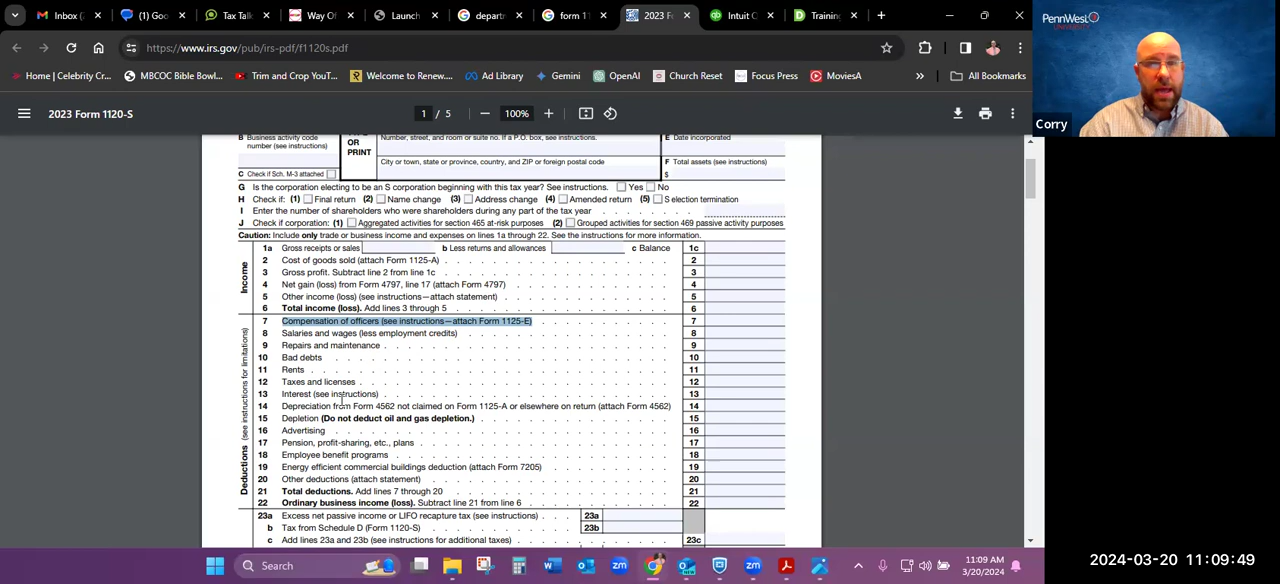 Inbox (
(1) Goo
Tax Talk
Way Of
Launch
departn
form 11
2023 Fo
Intuit Q
Training
https://www.irs.gov/pub/irs-pdf/f1120s.pdf
Home | Celebrity Cr...
MBCOC Bible Bowl...
Trim and Crop YouT...
Welcome to Renew....
Ad Library
Gemini
OpenAI
Church Reset
Focus Press
MoviesA
»
All Bookmarks
2023 Form 1120-S
1 / 5
100%
B Business activity code
number (see instructions)
OR
PRINT
Number, street, and room or suite no. If a P.O. box, see instructions.
E Date incorporated
City or town, state or province, country, and ZIP or foreign postal code
F Total assets (see instructions)
C Check if Sch. M-3 attached
$
G Is the corporation electing to be an S corporation beginning with this tax year? See instructions. Yes No
H Check if: (1) Final return (2) Name change (3) Address change (4) Amended return (5) S election termination
I Enter the number of shareholders who were shareholders during any part of the tax year . . . . . . . .
J Check if corporation: (1) Aggregated activities for section 465 at-risk purposes (2) Grouped activities for section 469 passive activity purposes
Caution: Include only trade or business income and expenses on lines 1a through 22. See the instructions for more information.
Income
1a Gross receipts or sales b Less returns and allowances c Balance 1c
2 Cost of goods sold (attach Form 1125-A) 2
3 Gross profit. Subtract line 2 from line 1c 3
4 Net gain (loss) from Form 4797, line 17 (attach Form 4797) 4
5 Other income (loss) (see instructions—attach statement) 5
6 Total income (loss). Add lines 3 through 5 6
Deductions (see instructions for limitations)
7 Compensation of officers (see instructions—attach Form 1125-E) 7
8 Salaries and wages (less employment credits) 8
9 Repairs and maintenance 9
10 Bad debts 10
11 Rents 11
12 Taxes and licenses 12
13 Interest (see instructions) 13
14 Depreciation from Form 4562 not claimed on Form 1125-A or elsewhere on return (attach Form 4562) 14
15 Depletion (Do not deduct oil and gas depletion.) 15
16 Advertising 16
17 Pension, profit-sharing, etc., plans 17
18 Employee benefit programs 18
19 Energy efficient commercial buildings deduction (attach Form 7205) 19
20 Other deductions (attach statement) 20
21 Total deductions. Add lines 7 through 20 21
22 Ordinary business income (loss). Subtract line 21 from line 6 22
23a Excess net passive income or LIFO recapture tax (see instructions) 23a
b Tax from Schedule D (Form 1120-S) 23b
c Add lines 23a and 23b (see instructions for additional taxes) 23c
Search
11:09 AM
3/20/2024
PennWest
UNIVERSITY
Corry
2024-03-20 11:09:49